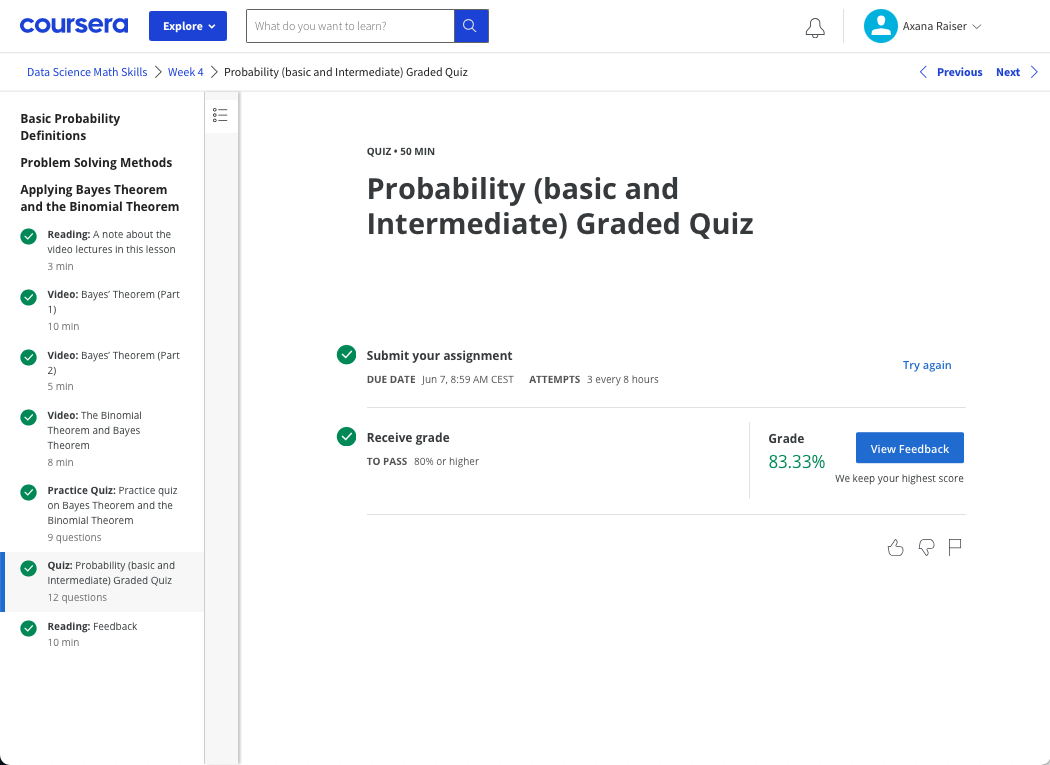 coursera
Explore
What do you want to learn?
Axana Raiser
Data Science Math Skills
Week 4
Probability (basic and Intermediate) Graded Quiz
Previous
Next
Basic Probability
Definitions
Problem Solving Methods
Applying Bayes Theorem
and the Binomial Theorem
Reading: A note about the
video lectures in this lesson
3 min
Video: Bayes' Theorem (Part
1)
10 min
Video: Bayes' Theorem (Part
2)
5 min
Video: The Binomial
Theorem and Bayes
Theorem
8 min
Practice Quiz: Practice quiz
on Bayes Theorem and the
Binomial Theorem
9 questions
Quiz: Probability (basic and
Intermediate) Graded Quiz
12 questions
Reading: Feedback
10 min
QUIZ • 50 MIN
Probability (basic and
Intermediate) Graded Quiz
Submit your assignment
DUE DATE Jun 7, 8:59 AM CEST ATTEMPTS 3 every 8 hours
Try again
Receive grade
TO PASS 80% or higher
Grade
83.33%
View Feedback
We keep your highest score